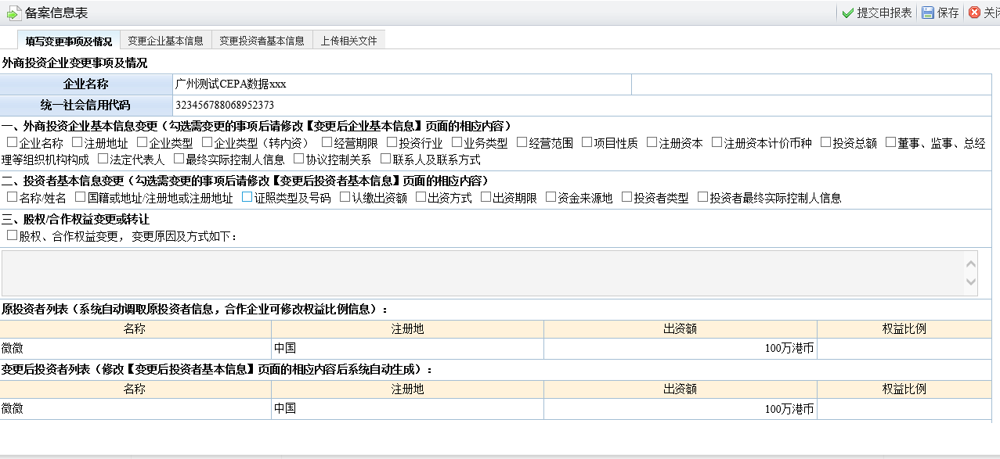 备案信息表 提交申报表 保存 关闭
填写变更事项及情况 变更企业基本信息 变更投资者基本信息 上传相关文件
外商投资企业变更事项及情况
企业名称 广州测试CEPA数据xxx
统一社会信用代码 323456788068952373
一、外商投资企业基本信息变更（勾选需变更的事项后请修改【变更后企业基本信息】页面的相应内容）
企业名称 注册地址 企业类型 企业类型（转内资） 经营期限 投资行业 业务类型 经营范围 项目性质 注册资本 注册资本计价币种 投资总额 董事、监事、总经
理等组织机构构成 法定代表人 最终实际控制人信息 协议控制关系 联系人及联系方式
二、投资者基本信息变更（勾选需变更的事项后请修改【变更后投资者基本信息】页面的相应内容）
名称/姓名 国籍或地址/注册地或注册地址 证照类型及号码 认缴出资额 出资方式 出资期限 资金来源地 投资者类型 投资者最终实际控制人信息
三、股权/合作权益变更或转让
股权、合作权益变更， 变更原因及方式如下：
原投资者列表（系统自动调取原投资者信息，合作企业可修改权益比例信息）：
名称 注册地 出资额 权益比例
微微 中国 100万港币
变更后投资者列表（修改【变更后投资者基本信息】页面的相应内容后系统自动生成）：
名称 注册地 出资额 权益比例
微微 中国 100万港币